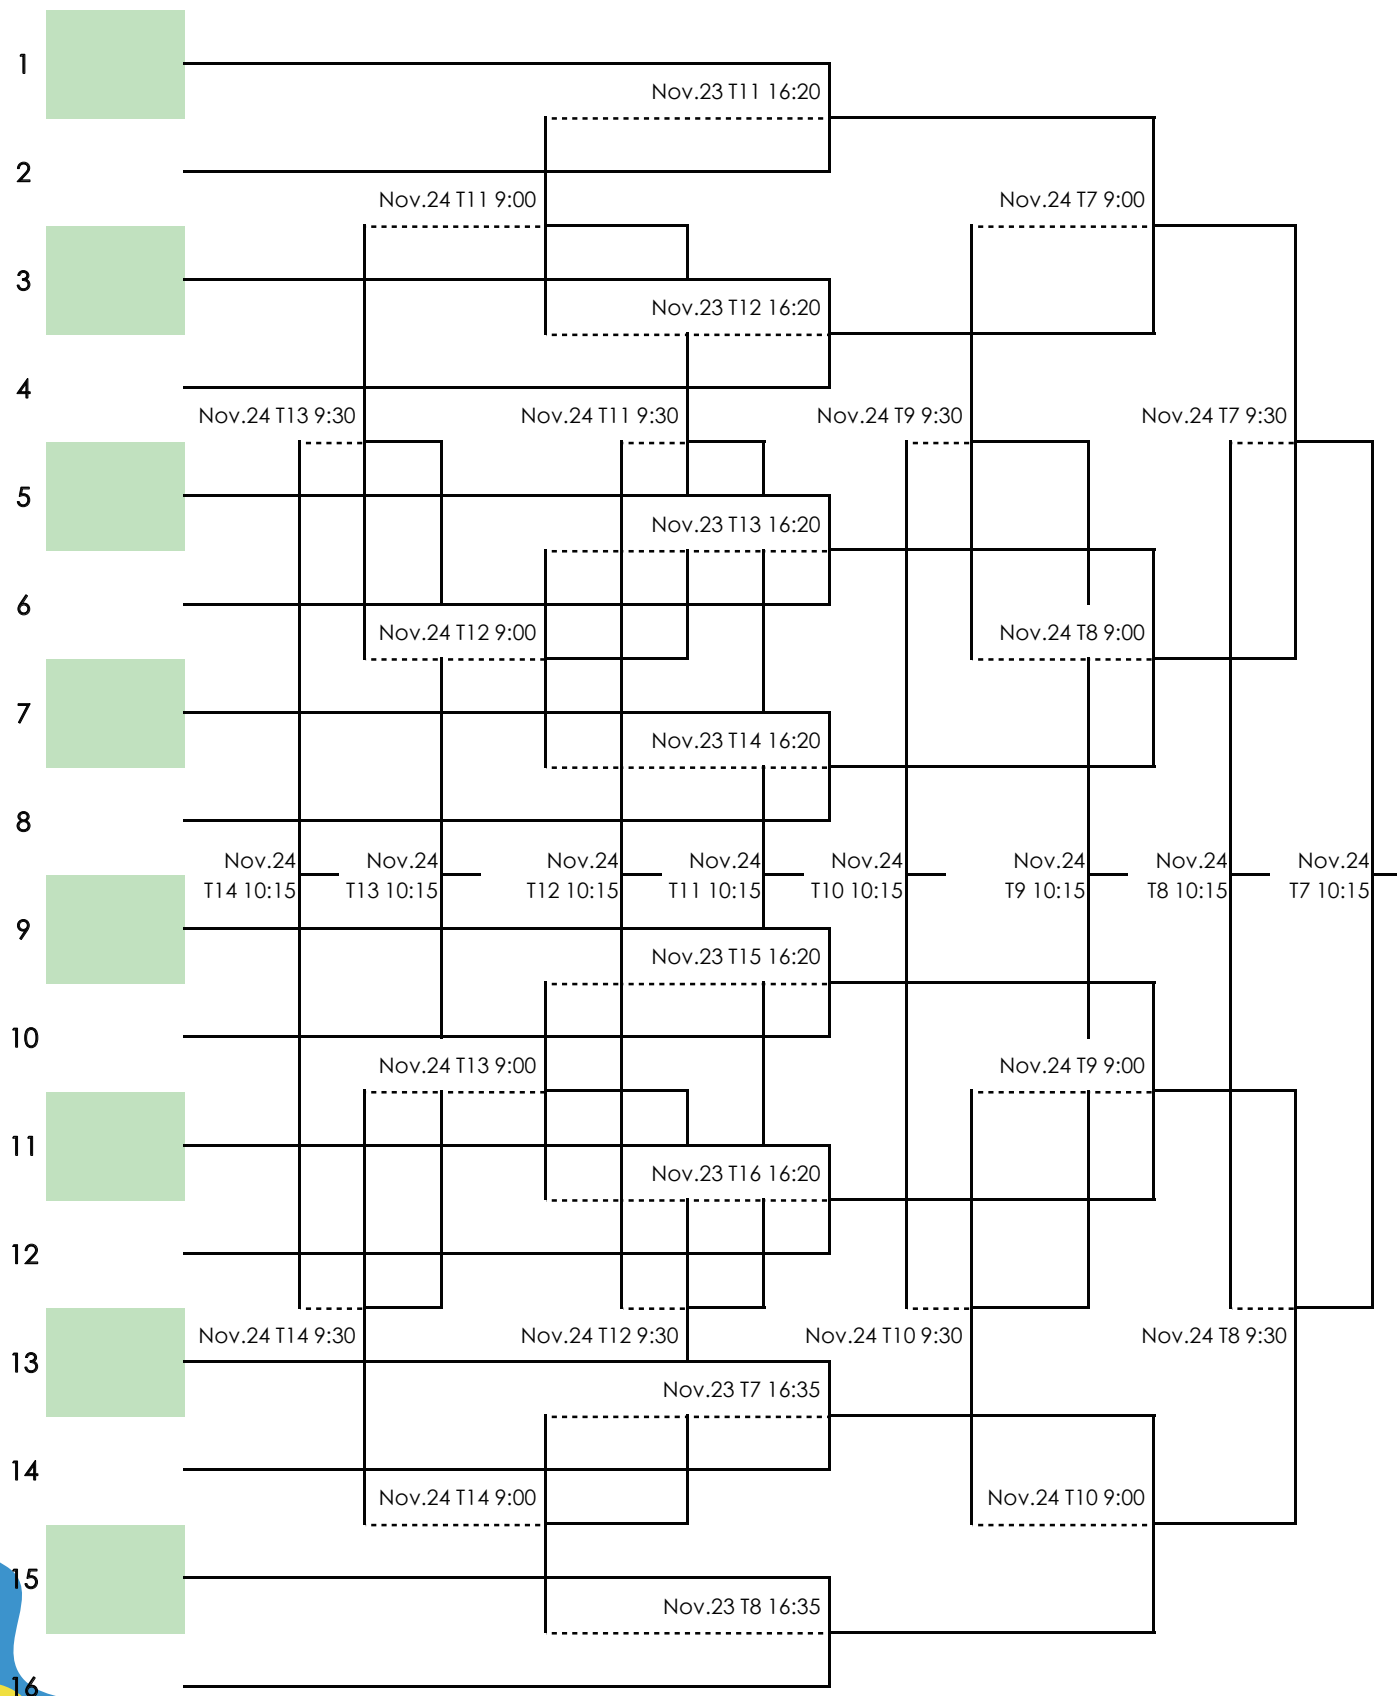 1
Nov.23 T11 16:20
2
Nov.24 T11 9:00
Nov.24 T7 9:00
3
Nov.23 T12 16:20
4
Nov.24 T13 9:30
Nov.24 T11 9:30
Nov.24 T9 9:30
Nov.24 T7 9:30
5
Nov.23 T13 16:20
6
Nov.24 T12 9:00
Nov.24 T8 9:00
7
Nov.23 T14 16:20
8
Nov.24
T14 10:15
Nov.24
T13 10:15
Nov.24
T12 10:15
Nov.24
T11 10:15
Nov.24
T10 10:15
Nov.24
T9 10:15
Nov.24
T8 10:15
Nov.24
T7 10:15
9
Nov.23 T15 16:20
10
Nov.24 T13 9:00
Nov.24 T9 9:00
11
Nov.23 T16 16:20
12
Nov.24 T14 9:30
Nov.24 T12 9:30
Nov.24 T10 9:30
Nov.24 T8 9:30
13
Nov.23 T7 16:35
14
Nov.24 T14 9:00
Nov.24 T10 9:00
15
Nov.23 T8 16:35
16